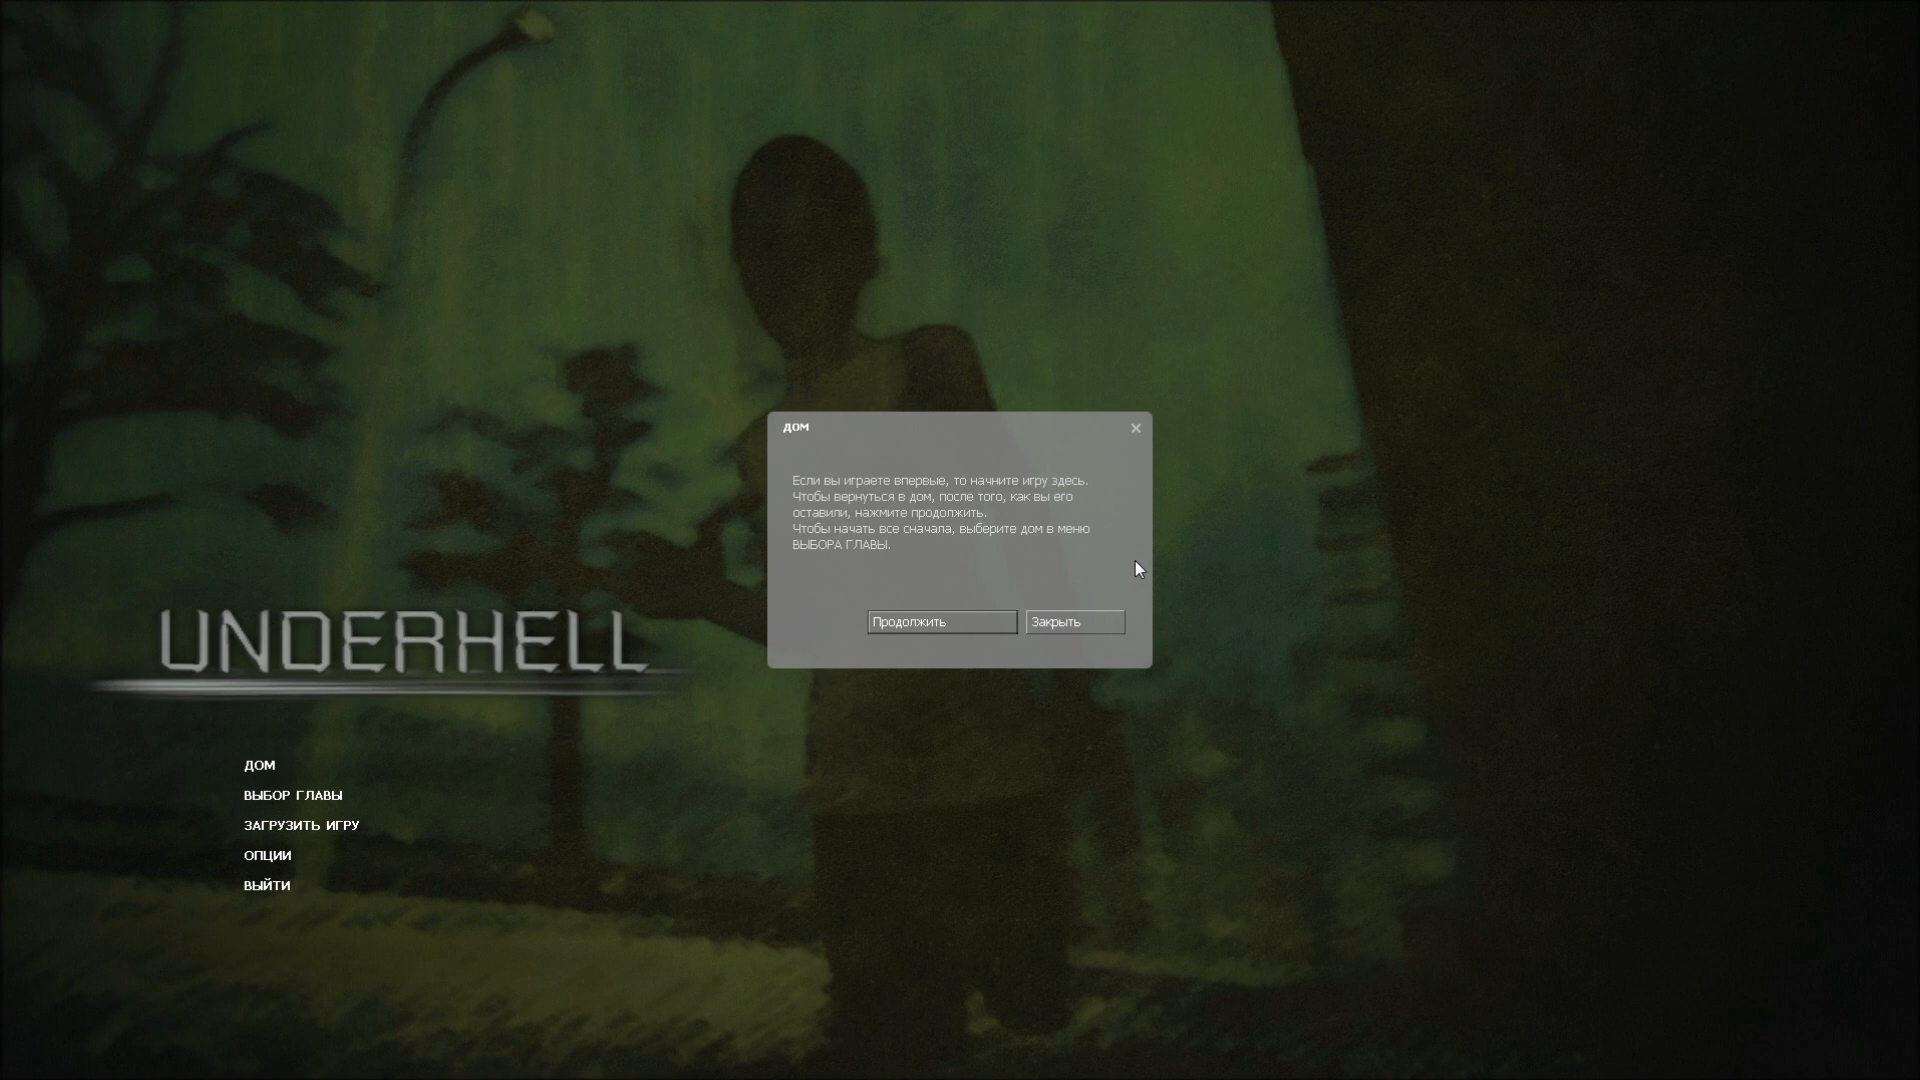 ДОМ
Если вы играете впервые, то начните игру здесь.
Чтобы вернуться в дом, после того, как вы его
оставили, нажмите продолжить.
Чтобы начать все сначала, выберите дом в меню
ВЫБОРА ГЛАВЫ.
Продолжить Закрыть
UNDERHELL
ДОМ
ВЫБОР ГЛАВЫ
ЗАГРУЗИТЬ ИГРУ
ОПЦИИ
ВЫЙТИ